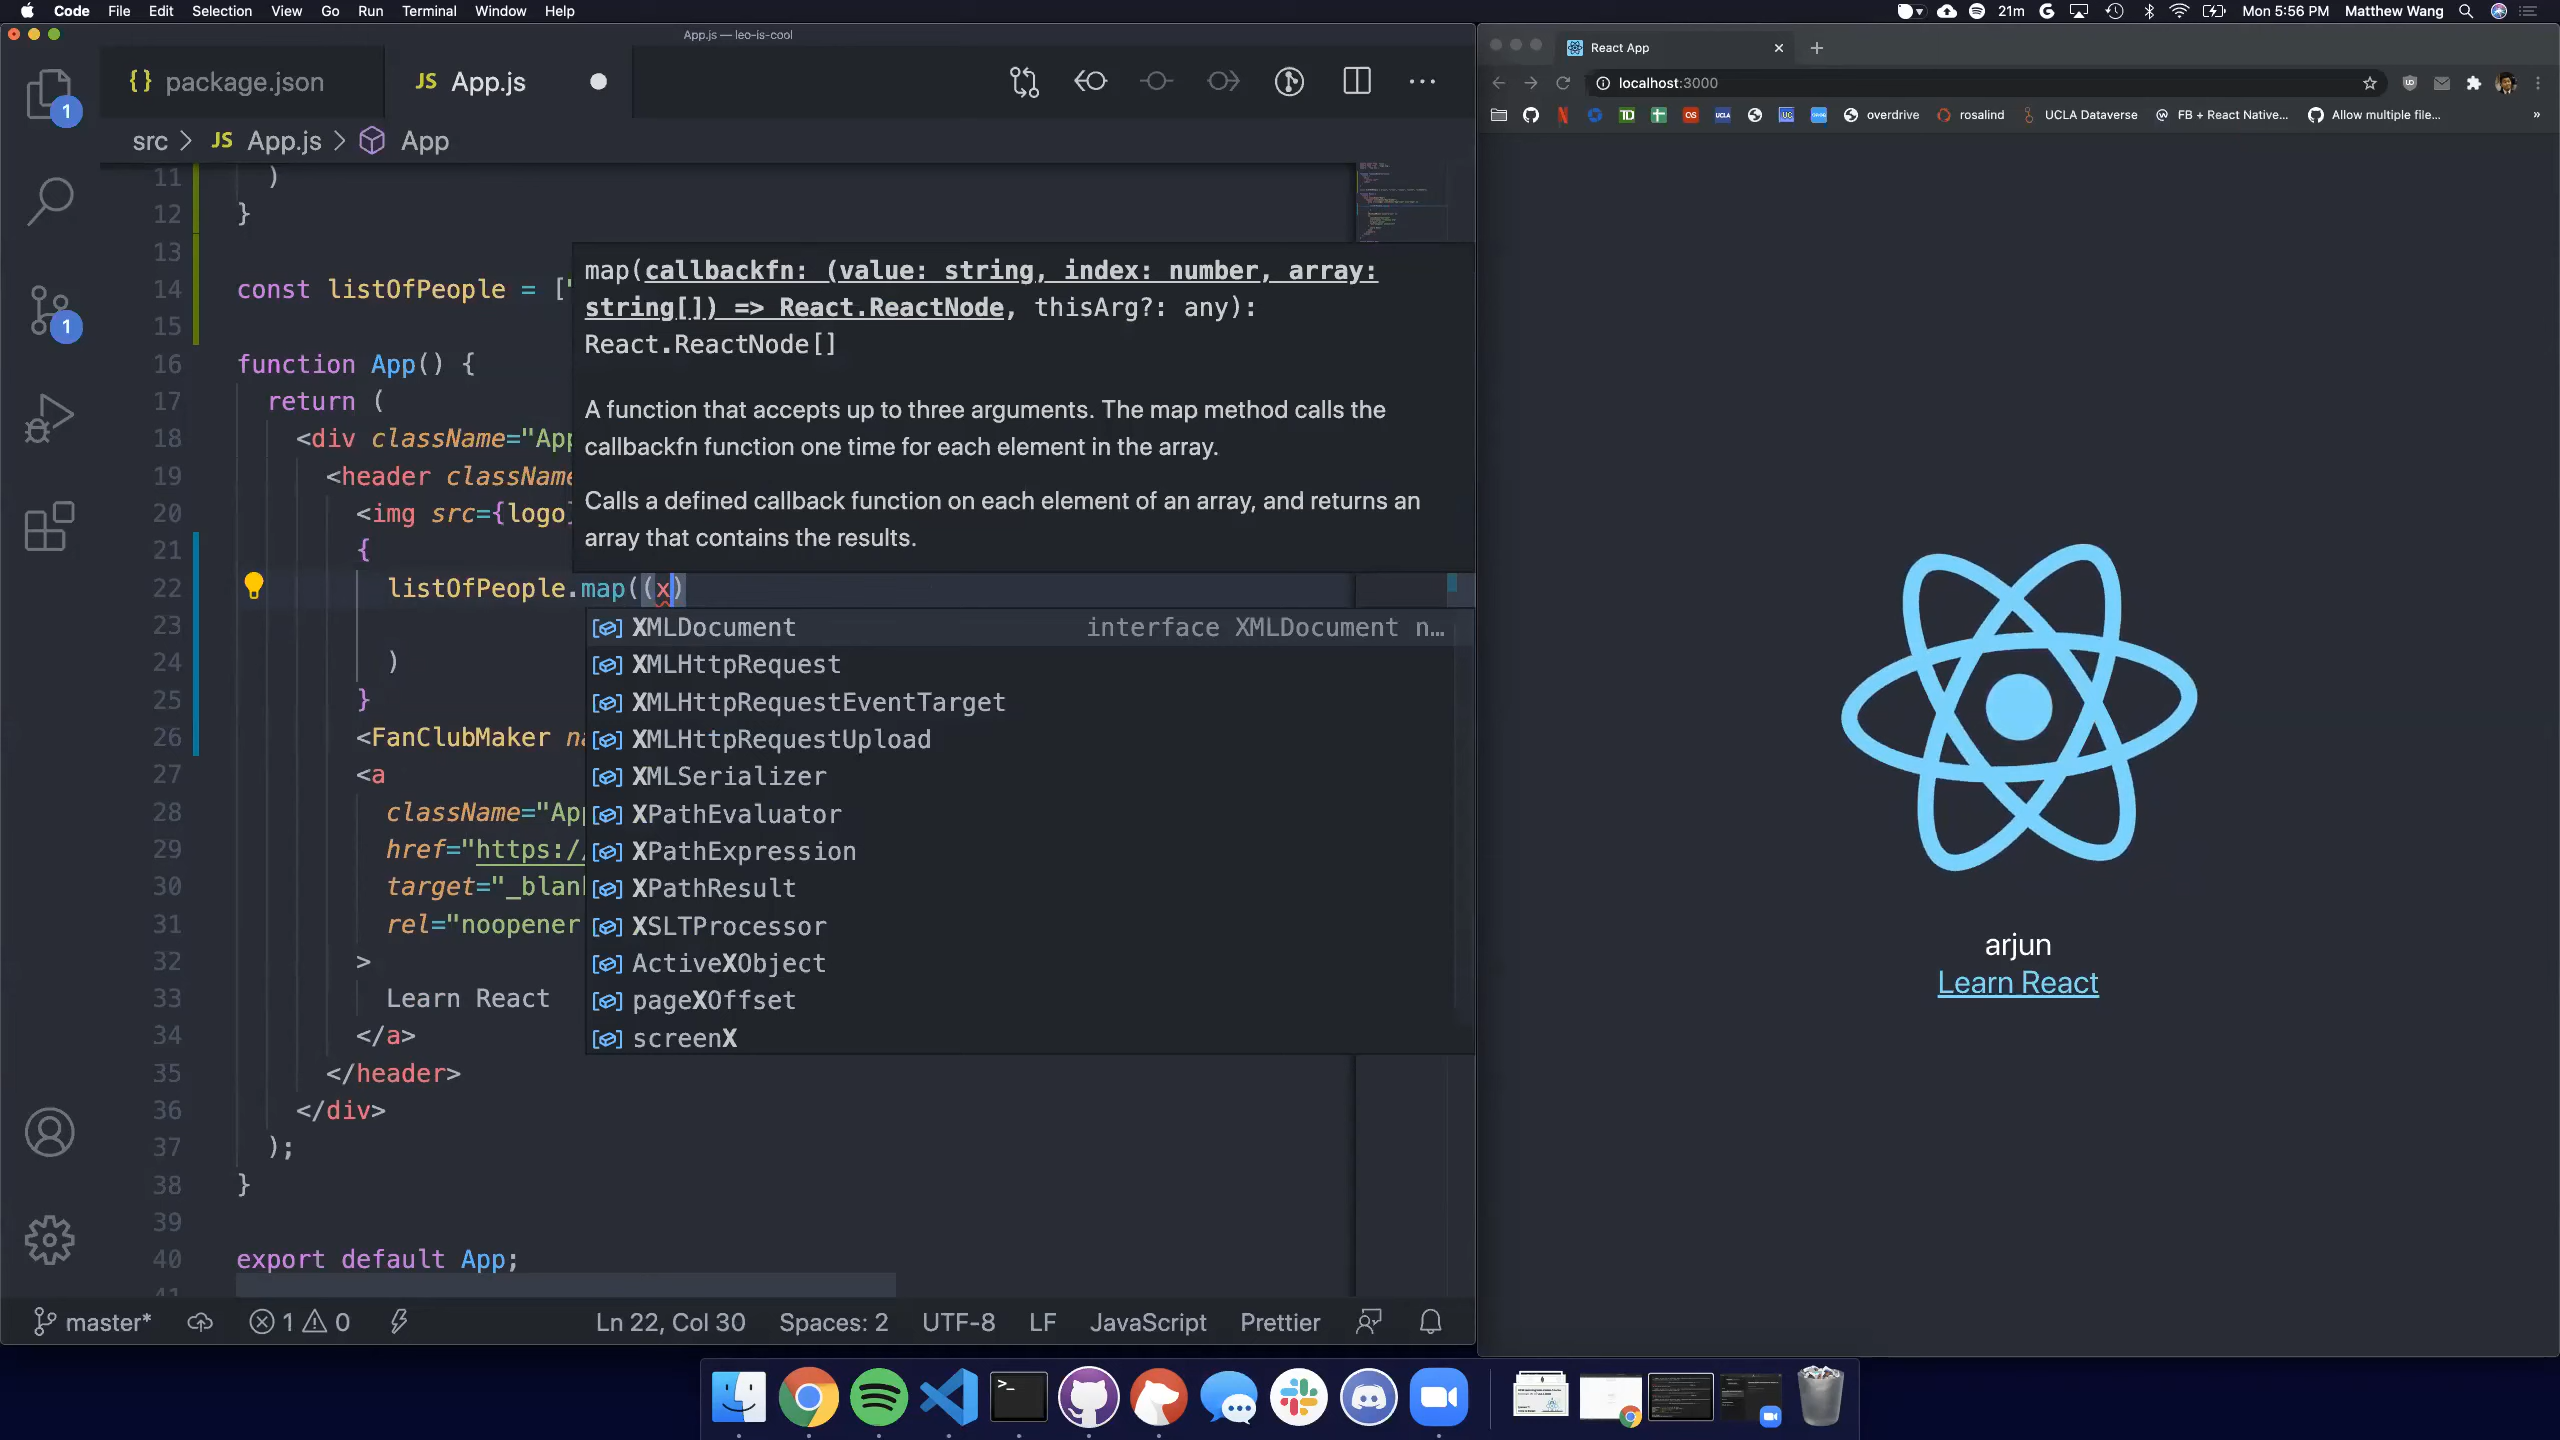 Code File Edit Selection View Go Run Terminal Window Help
21m Mon 5:56 PM Matthew Wang
App.js — leo-is-cool
{} package.json
JS App.js
src > JS App.js > App
11 )
12 }
13
14 const listOfPeople = ["
15
16 function App() {
17 return (
18 <div className="App
19 <header className
20 <img src={logo}
21 {
22 listOfPeople.map((x)
23
24 )
25 }
26 <FanClubMaker na
27 <a
28 className="App
29 href="https:/
30 target="_blan
31 rel="noopener
32 >
33 Learn React
34 </a>
35 </header>
36 </div>
37 );
38 }
39
40 export default App;
41
map(callbackfn: (value: string, index: number, array:
string[]) => React.ReactNode, thisArg?: any):
React.ReactNode[]
A function that accepts up to three arguments. The map method calls the
callbackfn function one time for each element in the array.
Calls a defined callback function on each element of an array, and returns an
array that contains the results.
XMLDocument interface XMLDocument n…
XMLHttpRequest
XMLHttpRequestEventTarget
XMLHttpRequestUpload
XMLSerializer
XPathEvaluator
XPathExpression
XPathResult
XSLTProcessor
ActiveXObject
pageXOffset
screenX
1
1
master* 1 0 Ln 22, Col 30 Spaces: 2 UTF-8 LF JavaScript Prettier
React App
localhost:3000
overdrive rosalind UCLA Dataverse FB + React Native... Allow multiple file... »
arjun
Learn React